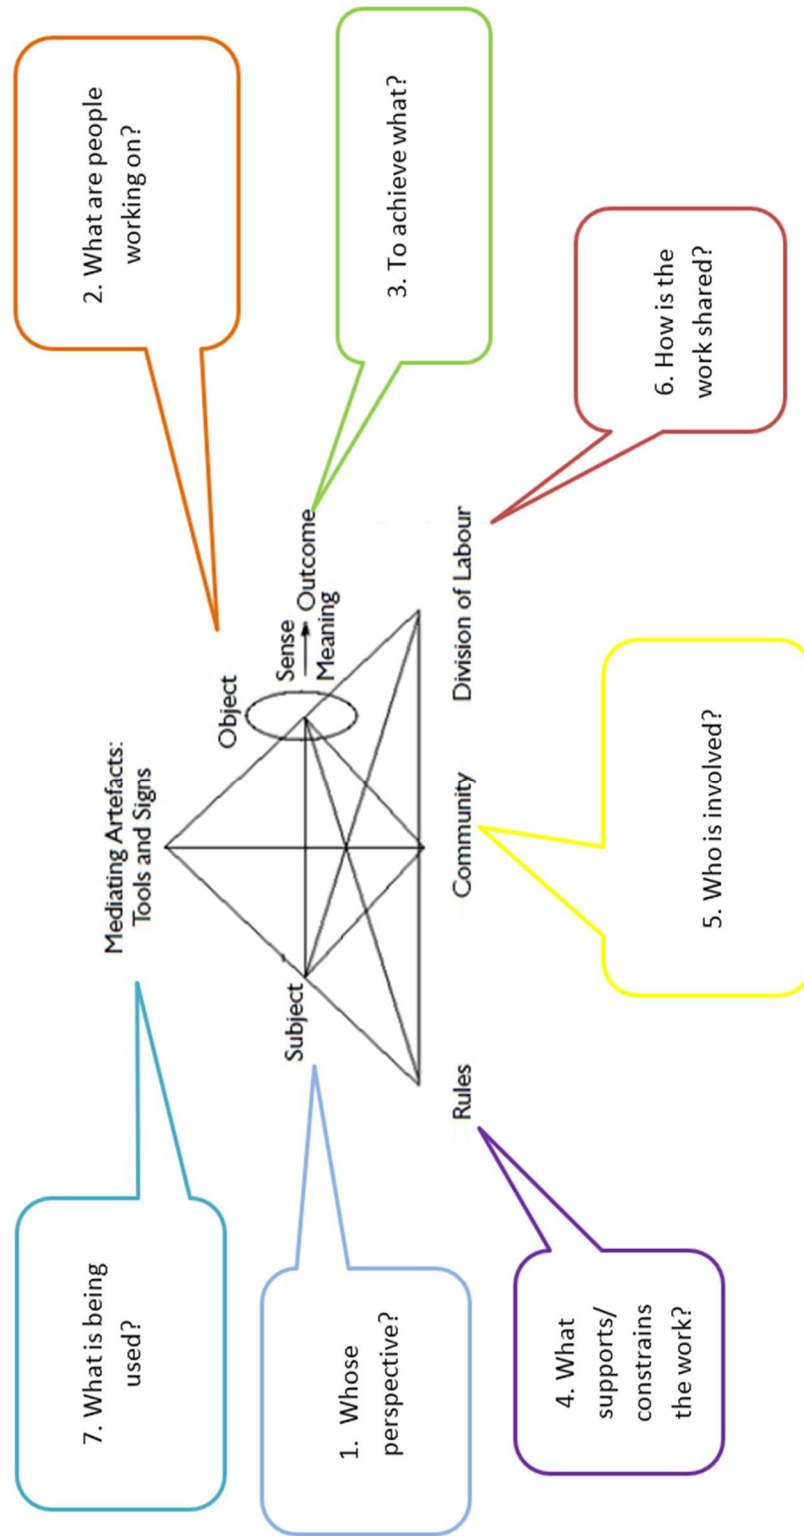 7. What is being
used?
Mediating Artefacts:
Tools and Signs
2. What are people
working on?
1. Whose
perspective?
Subject
Object
Sense
Meaning
Outcome
3. To achieve what?
4. What
supports/
constrains
the work?
Rules
Community
Division of Labour
5. Who is involved?
6. How is the
work shared?